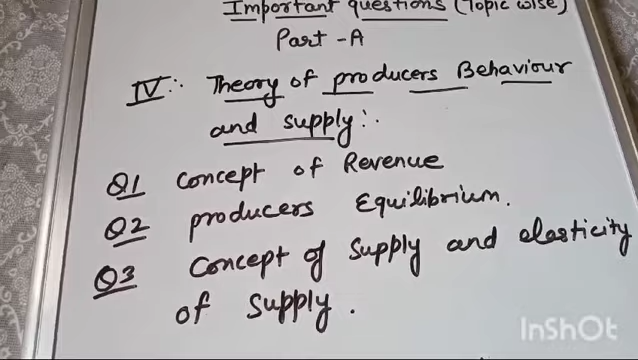 Important questions (Topic wise)
Part -A
IV:- Theory of producers Behaviour
and supply:-
Q1 Concept of Revenue
Q2 producers Equilibrium.
Q3 Concept of Supply and elasticity
of Supply.
InShOt